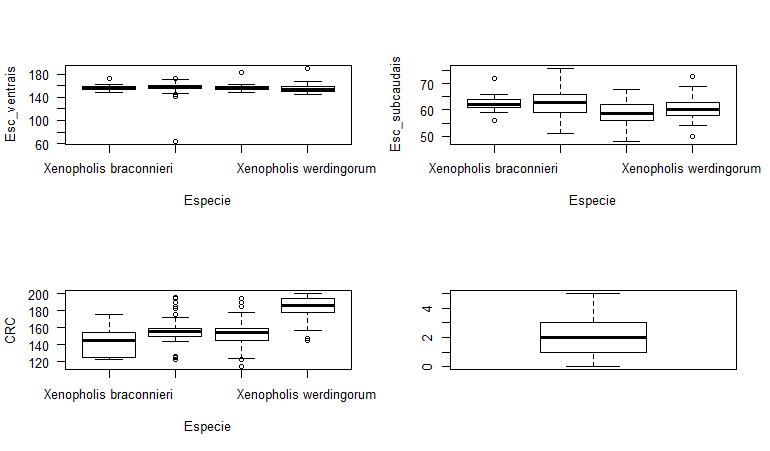 Esc_ventrais
60
140
180
Xenopholis braconnieri
Xenopholis werdingorum
Especie
Esc_subcaudais
50
60
70
Xenopholis braconnieri
Xenopholis werdingorum
Especie
CRC
120
140
160
180
200
Xenopholis braconnieri
Xenopholis werdingorum
Especie
0
2
4